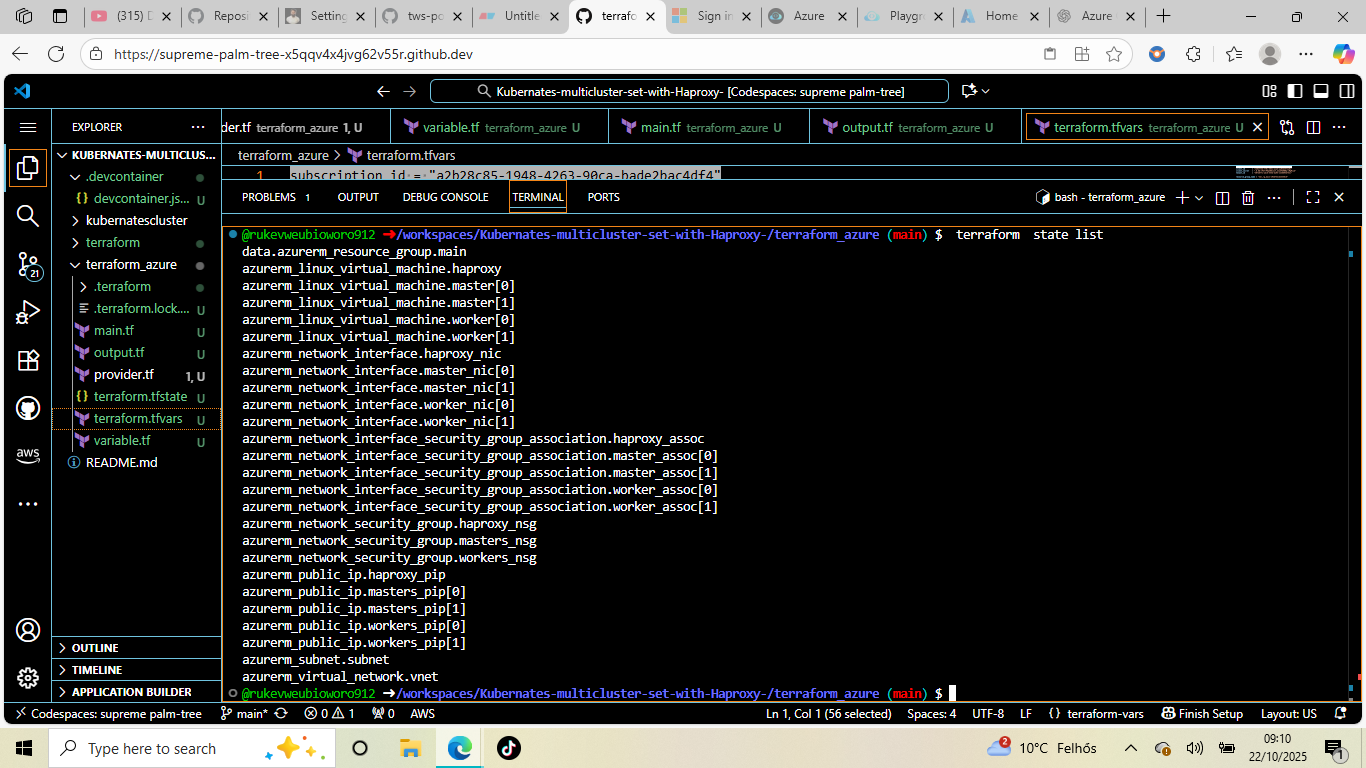 (315) D
Reposi
Setting
tws-po
Untitle
terrafo
Sign in
Azure
Playgr
Home
Azure
https://supreme-palm-tree-x5qqv4x4jvg62v55r.github.dev
Kubernates-multicluster-set-with-Haproxy- [Codespaces: supreme palm-tree]
EXPLORER
der.tf terraform_azure 1, U
variable.tf terraform_azure U
main.tf terraform_azure U
output.tf terraform_azure U
terraform.tfvars terraform_azure U
KUBERNATES-MULTICLUS...
.devcontainer
devcontainer.js... U
kubernatescluster
terraform
terraform_azure
.terraform
.terraform.lock.... U
main.tf U
output.tf U
provider.tf 1, U
terraform.tfstate U
terraform.tfvars U
variable.tf U
README.md
OUTLINE
TIMELINE
APPLICATION BUILDER
21
aws
terraform_azure > terraform.tfvars
1 subscription_id = "a2b28c85-1948-4263-90ca-bade2bac4df4"
PROBLEMS 1 OUTPUT DEBUG CONSOLE TERMINAL PORTS
bash - terraform_azure
@rukevweubioworo912 ➜/workspaces/Kubernates-multicluster-set-with-Haproxy-/terraform_azure (main) $ terraform state list
data.azurerm_resource_group.main
azurerm_linux_virtual_machine.haproxy
azurerm_linux_virtual_machine.master[0]
azurerm_linux_virtual_machine.master[1]
azurerm_linux_virtual_machine.worker[0]
azurerm_linux_virtual_machine.worker[1]
azurerm_network_interface.haproxy_nic
azurerm_network_interface.master_nic[0]
azurerm_network_interface.master_nic[1]
azurerm_network_interface.worker_nic[0]
azurerm_network_interface.worker_nic[1]
azurerm_network_interface_security_group_association.haproxy_assoc
azurerm_network_interface_security_group_association.master_assoc[0]
azurerm_network_interface_security_group_association.master_assoc[1]
azurerm_network_interface_security_group_association.worker_assoc[0]
azurerm_network_interface_security_group_association.worker_assoc[1]
azurerm_network_security_group.haproxy_nsg
azurerm_network_security_group.masters_nsg
azurerm_network_security_group.workers_nsg
azurerm_public_ip.haproxy_pip
azurerm_public_ip.masters_pip[0]
azurerm_public_ip.masters_pip[1]
azurerm_public_ip.workers_pip[0]
azurerm_public_ip.workers_pip[1]
azurerm_subnet.subnet
azurerm_virtual_network.vnet
@rukevweubioworo912 ➜/workspaces/Kubernates-multicluster-set-with-Haproxy-/terraform_azure (main) $
Codespaces: supreme palm-tree main* 0 1 0 AWS
Ln 1, Col 1 (56 selected) Spaces: 4 UTF-8 LF {} terraform-vars Finish Setup Layout: US
Type here to search
2
10°C Felhős
09:10
22/10/2025
1